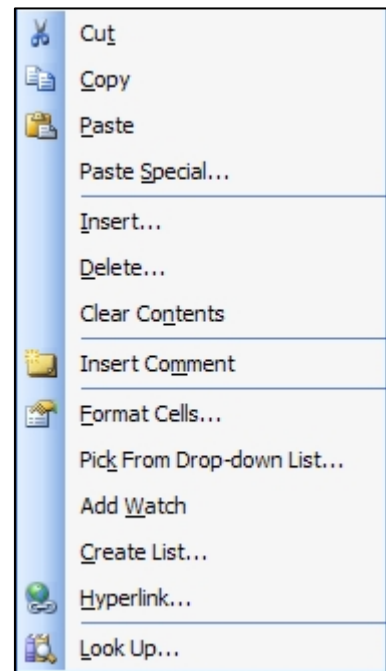 Cut
Copy
Paste
Paste Special...
Insert...
Delete...
Clear Contents
Insert Comment
Format Cells...
Pick From Drop-down List...
Add Watch
Create List...
Hyperlink...
Look Up...